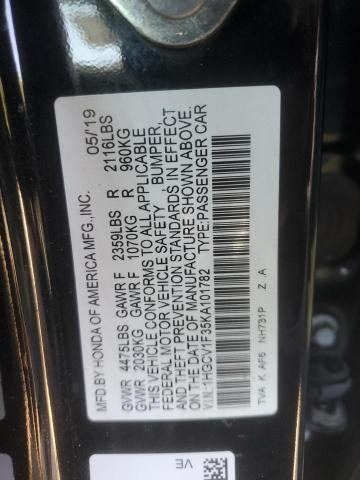 MFD. BY HONDA OF AMERICA MFG.,INC. 05/'19
GVWR 4475LBS GAWR F 2359LBS R 2116LBS
GVWR 2030KG GAWR F 1070KG R 960KG
THIS VEHICLE CONFORMS TO ALL APPLICABLE
FEDERAL MOTOR VEHICLE SAFETY, BUMPER,
AND THEFT PREVENTION STANDARDS IN EFFECT
ON THE DATE OF MANUFACTURE SHOWN ABOVE.
V.I.N.:1HGCV1F35KA101782 TYPE:PASSENGER CAR
TVA K AF6 NH731P Z A
VE